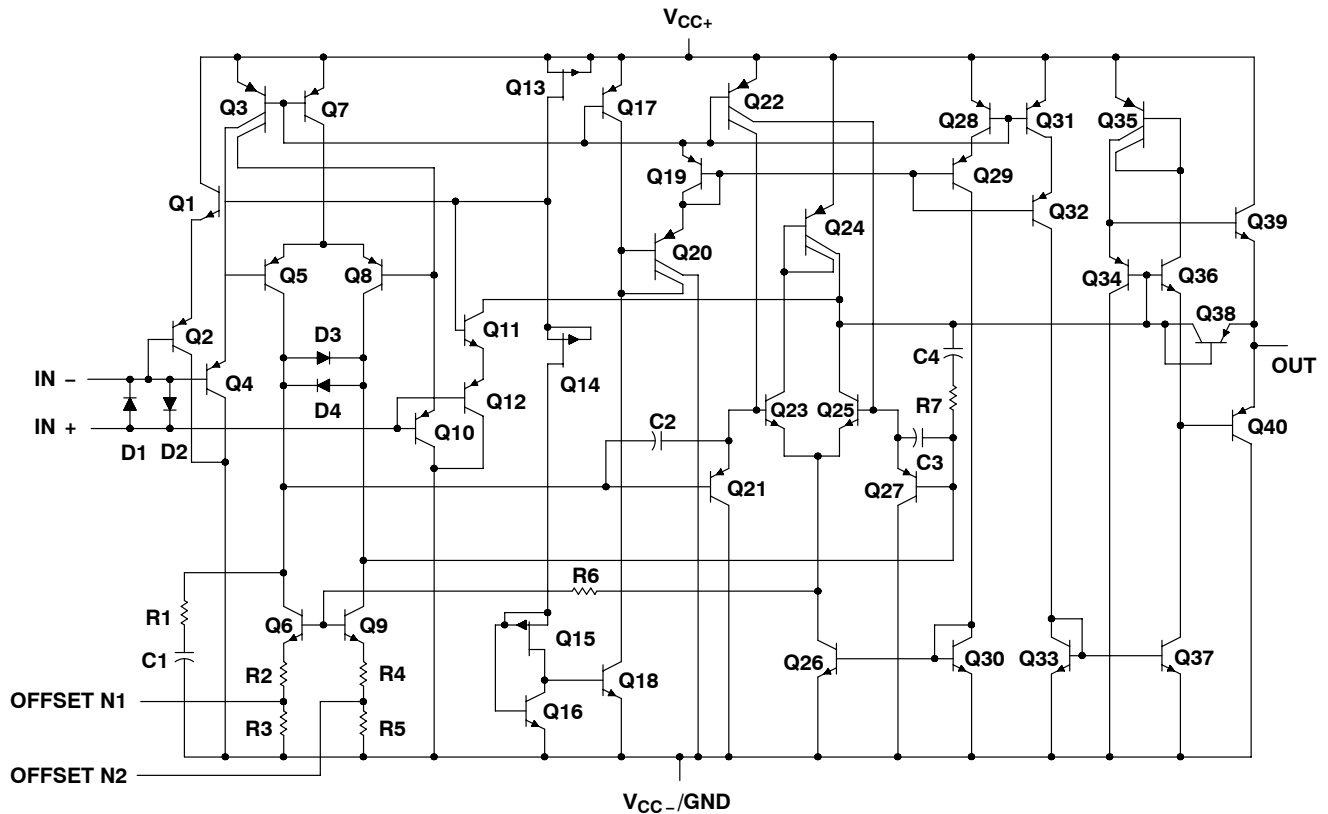 VCC+
Q3
Q7
Q13
Q17
Q22
Q28
Q31
Q35
Q1
Q19
Q29
Q32
Q39
Q5
Q8
Q20
Q24
Q34
Q36
Q2
D3
Q11
Q38
C4
OUT
IN −
Q4
Q14
D4
Q12
R7
IN +
D1
D2
Q10
C2
Q23
Q25
Q40
C3
Q21
Q27
R6
R1
Q6
Q9
Q15
C1
R2
R4
Q26
Q30
Q33
Q37
Q18
OFFSET N1
R3
R5
Q16
OFFSET N2
VCC−/GND